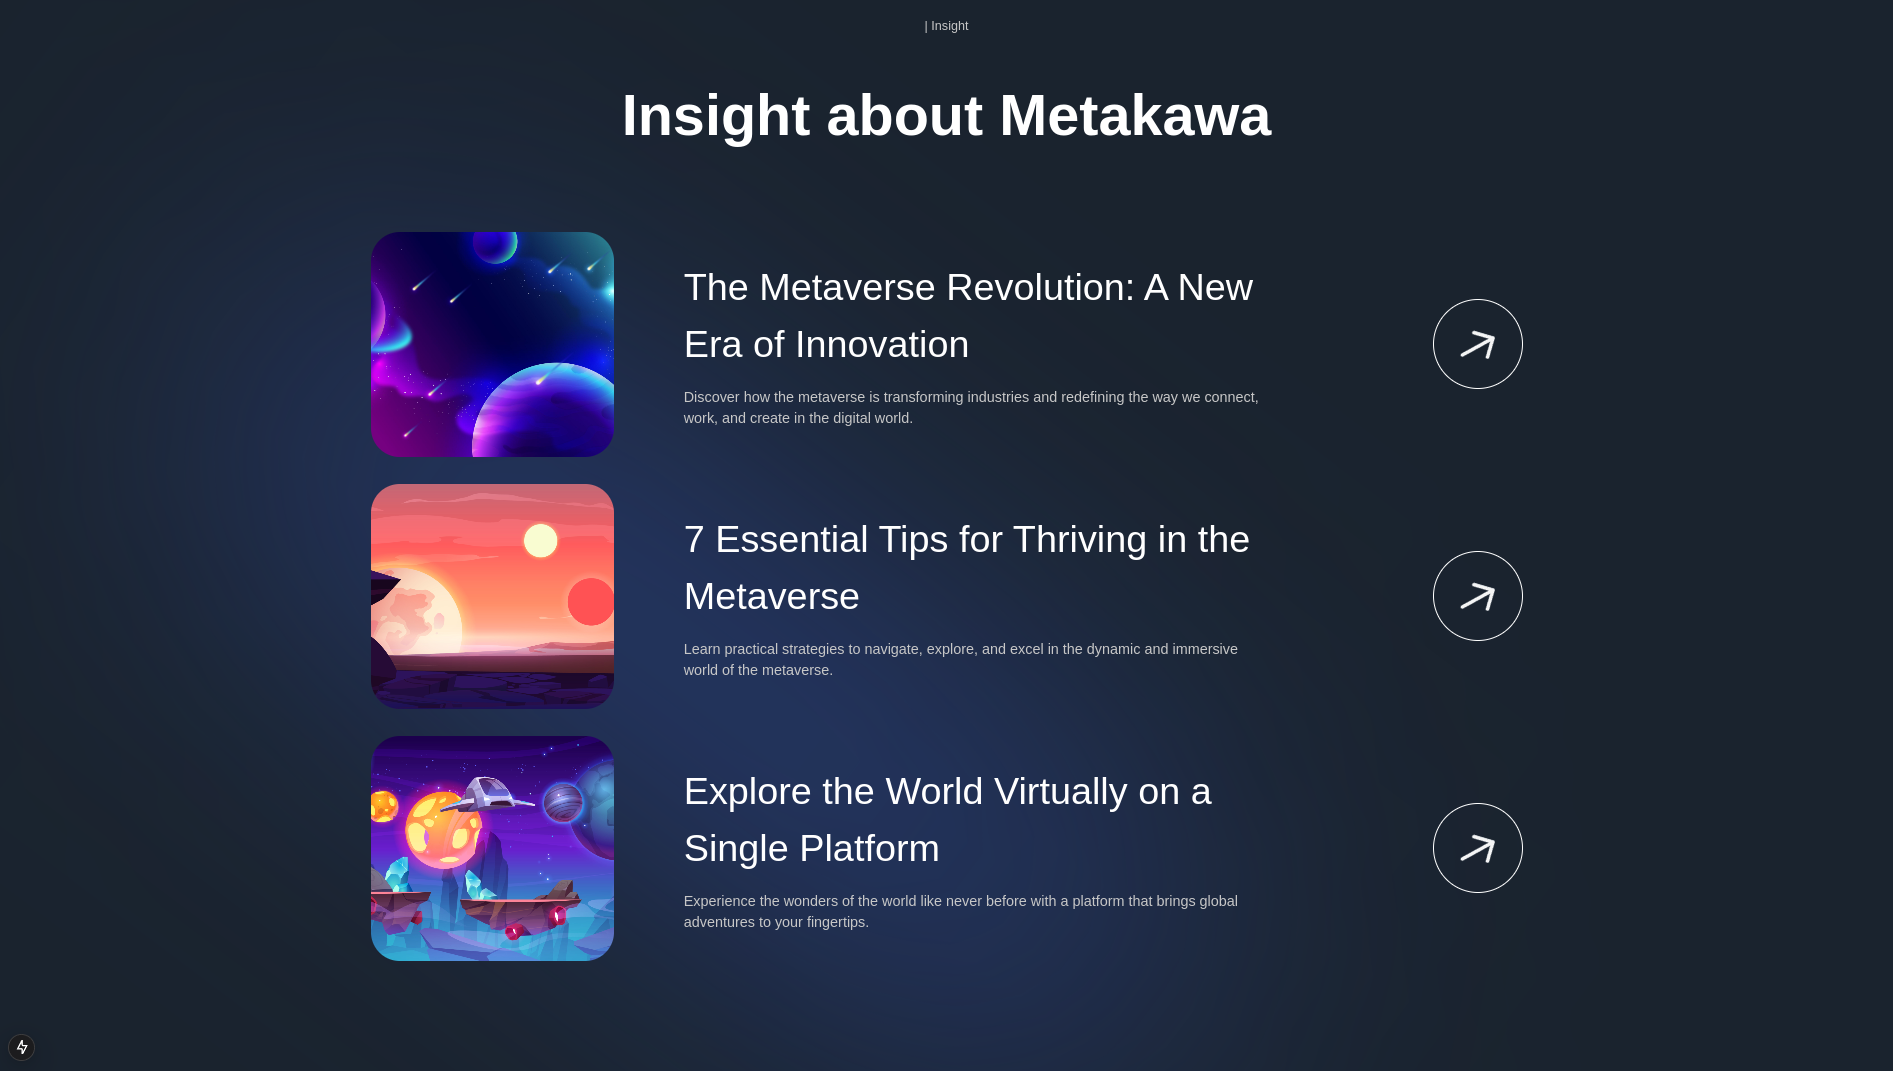 | Insight
Insight about Metakawa
The Metaverse Revolution: A New
Era of Innovation
Discover how the metaverse is transforming industries and redefining the way we connect,
work, and create in the digital world.
7 Essential Tips for Thriving in the
Metaverse
Learn practical strategies to navigate, explore, and excel in the dynamic and immersive
world of the metaverse.
Explore the World Virtually on a
Single Platform
Experience the wonders of the world like never before with a platform that brings global
adventures to your fingertips.